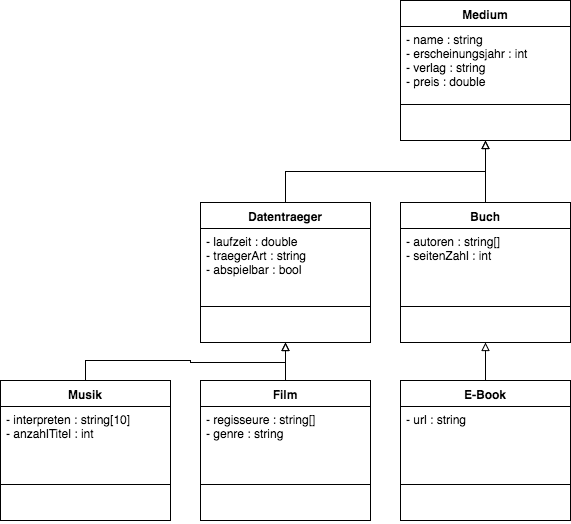 Medium
- name : string
- erscheinungsjahr : int
- verlag : string
- preis : double
Datentraeger
- laufzeit : double
- traegerArt : string
- abspielbar : bool
Buch
- autoren : string[]
- seitenZahl : int
Musik
- interpreten : string[10]
- anzahlTitel : int
Film
- regisseure : string[]
- genre : string
E-Book
- url : string